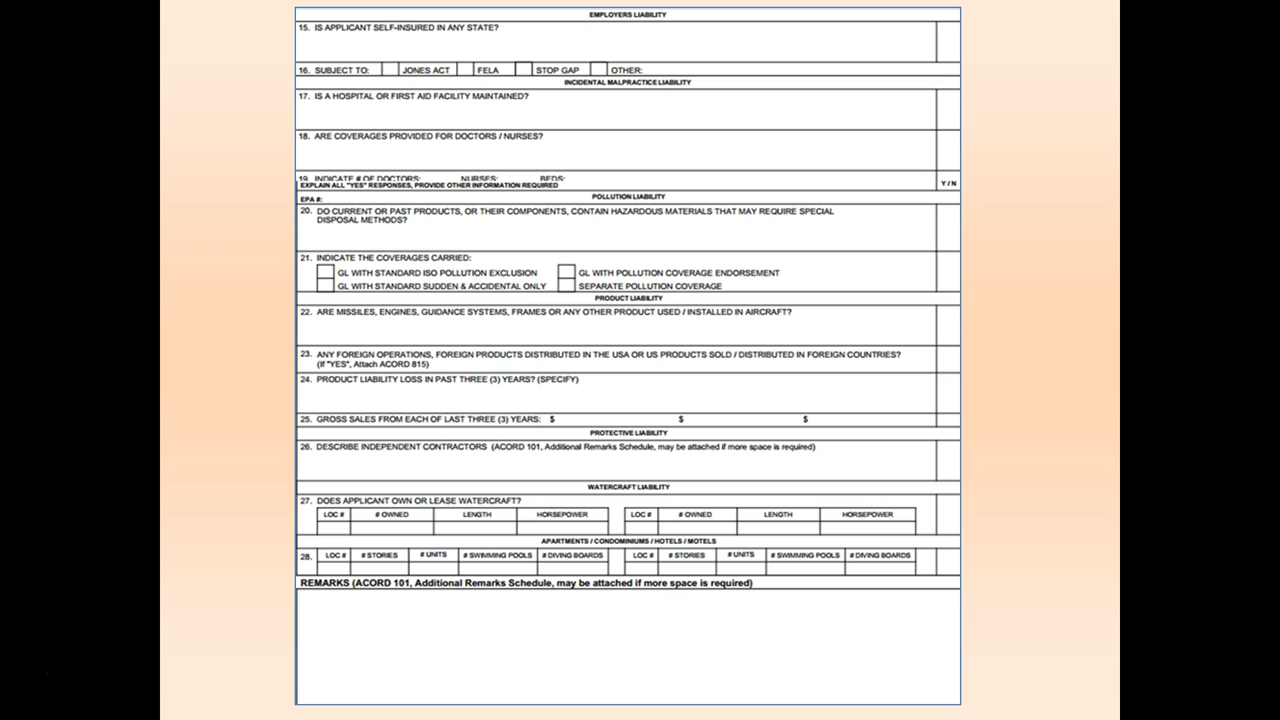 EMPLOYERS LIABILITY
15. IS APPLICANT SELF-INSURED IN ANY STATE?
16. SUBJECT TO: JONES ACT FELA STOP GAP OTHER:
INCIDENTAL MALPRACTICE LIABILITY
17. IS A HOSPITAL OR FIRST AID FACILITY MAINTAINED?
18. ARE COVERAGES PROVIDED FOR DOCTORS / NURSES?
19. INDICATE # OF DOCTORS: NURSES: BEDS:
EXPLAIN ALL "YES" RESPONSES, PROVIDE OTHER INFORMATION REQUIRED Y / N
POLLUTION LIABILITY
EPA #:
20. DO CURRENT OR PAST PRODUCTS, OR THEIR COMPONENTS, CONTAIN HAZARDOUS MATERIALS THAT MAY REQUIRE SPECIAL
DISPOSAL METHODS?
21. INDICATE THE COVERAGES CARRIED:
GL WITH STANDARD ISO POLLUTION EXCLUSION GL WITH POLLUTION COVERAGE ENDORSEMENT
GL WITH STANDARD SUDDEN & ACCIDENTAL ONLY SEPARATE POLLUTION COVERAGE
PRODUCT LIABILITY
22. ARE MISSILES, ENGINES, GUIDANCE SYSTEMS, FRAMES OR ANY OTHER PRODUCT USED / INSTALLED IN AIRCRAFT?
23. ANY FOREIGN OPERATIONS, FOREIGN PRODUCTS DISTRIBUTED IN THE USA OR US PRODUCTS SOLD / DISTRIBUTED IN FOREIGN COUNTRIES?
(If "YES", Attach ACORD 815)
24. PRODUCT LIABILITY LOSS IN PAST THREE (3) YEARS? (SPECIFY)
25. GROSS SALES FROM EACH OF LAST THREE (3) YEARS: $ $ $
PROTECTIVE LIABILITY
26. DESCRIBE INDEPENDENT CONTRACTORS (ACORD 101, Additional Remarks Schedule, may be attached if more space is required)
WATERCRAFT LIABILITY
27. DOES APPLICANT OWN OR LEASE WATERCRAFT?
LOC # # OWNED LENGTH HORSEPOWER LOC # # OWNED LENGTH HORSEPOWER
APARTMENTS / CONDOMINIUMS / HOTELS / MOTELS
28. LOC # # STORIES # UNITS # SWIMMING POOLS # DIVING BOARDS LOC # # STORIES # UNITS # SWIMMING POOLS # DIVING BOARDS
REMARKS (ACORD 101, Additional Remarks Schedule, may be attached if more space is required)